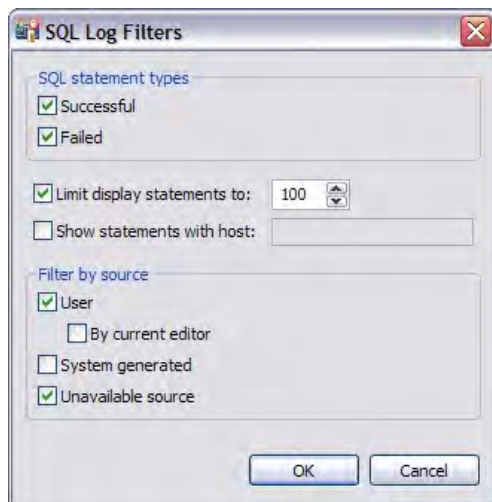 SQL Log Filters
SQL statement types
Successful
Failed
Limit display statements to: 100
Show statements with host:
Filter by source
User
By current editor
System generated
Unavailable source
OK Cancel